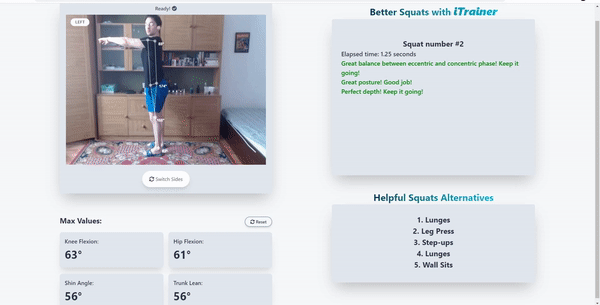 Ready!
LEFT
Switch Sides
Max Values:
Reset
Knee Flexion:
63°
Hip Flexion:
61°
Shin Angle:
56°
Trunk Lean:
56°
Better Squats with iTrainer
Squat number #2
Elapsed time: 1.25 seconds
Great balance between eccentric and concentric phase! Keep it
going!
Great posture! Good job!
Perfect depth! Keep it going!
Helpful Squats Alternatives
1. Lunges
2. Leg Press
3. Step-ups
4. Lunges
5. Wall Sits